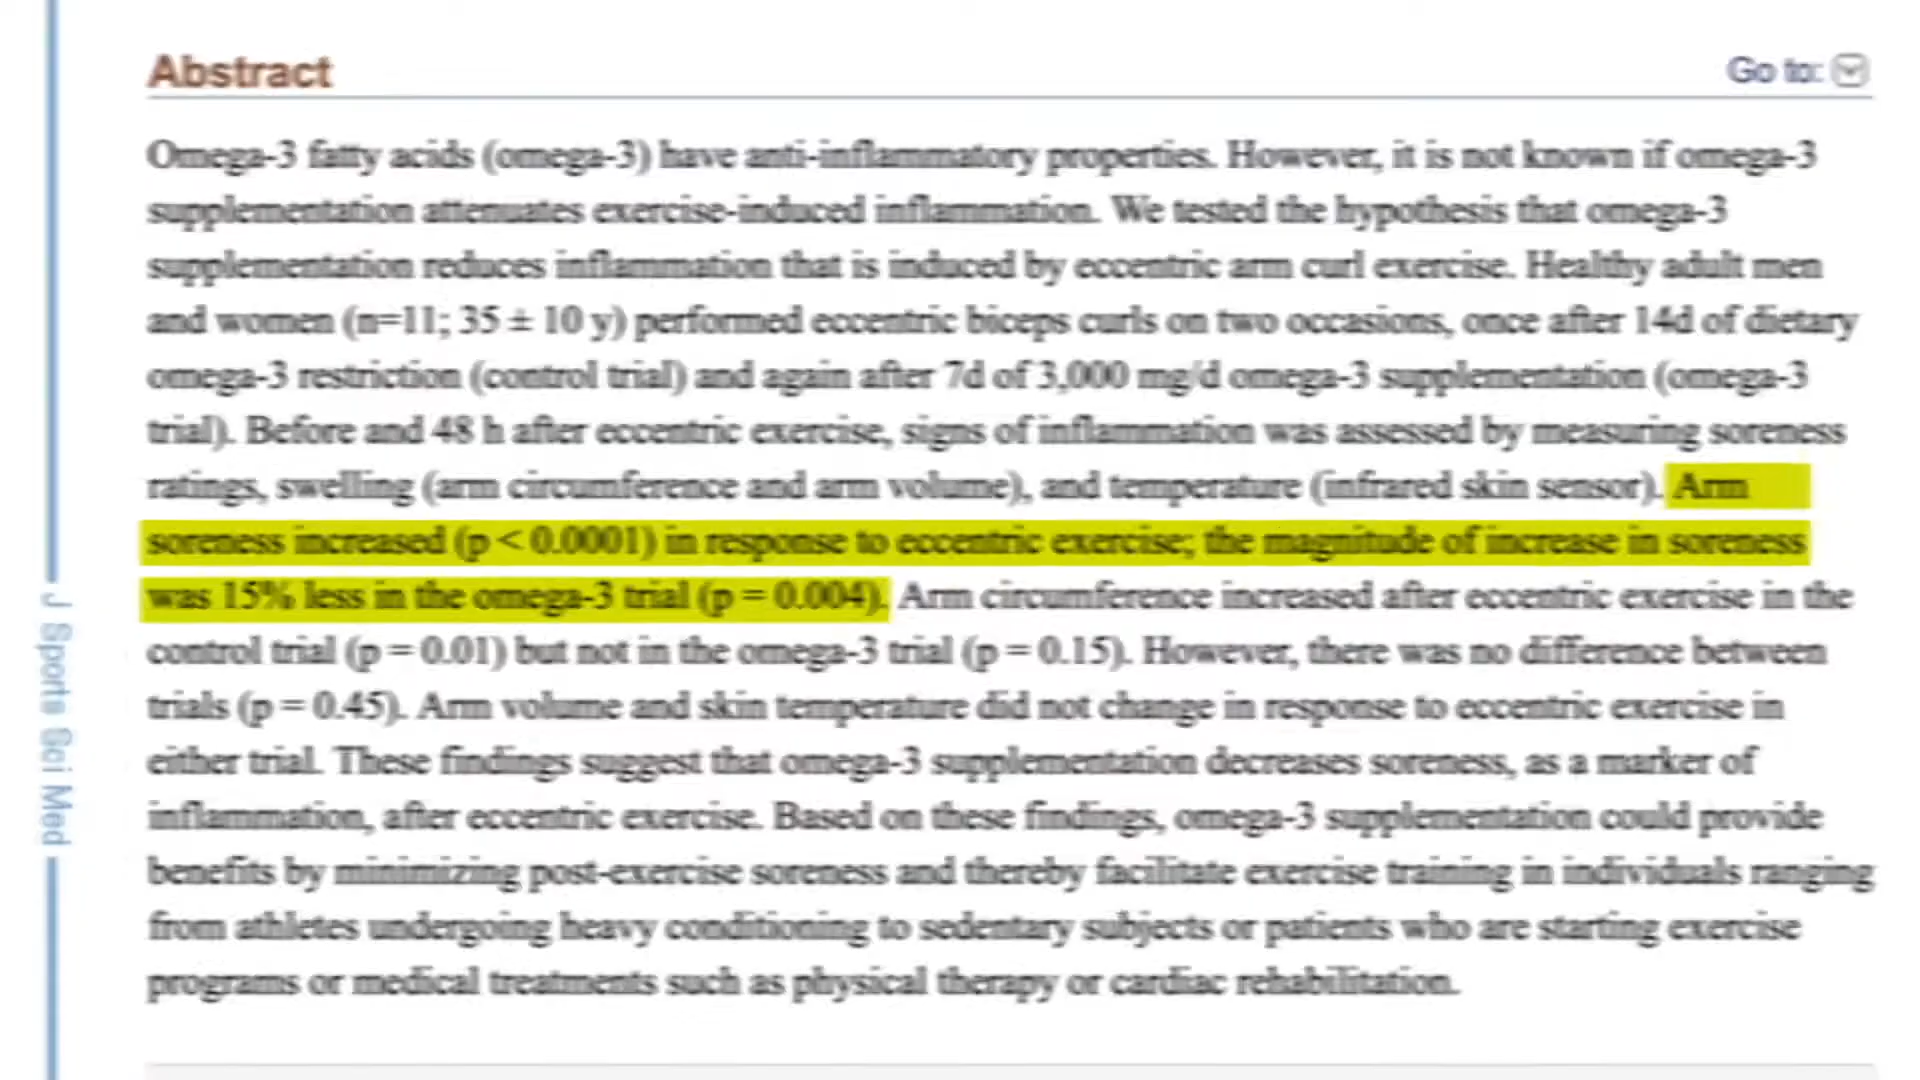 Abstract
Go to:
Omega-3 fatty acids (omega-3) have anti-inflammatory properties. However, it is not known if omega-3
supplementation attenuates exercise-induced inflammation. We tested the hypothesis that omega-3
supplementation reduces inflammation that is induced by eccentric arm curl exercise. Healthy adult men
and women (n=11; 35 ± 10 y) performed eccentric biceps curls on two occasions, once after 14d of dietary
omega-3 restriction (control trial) and again after 7d of 3,000 mg/d omega-3 supplementation (omega-3
trial). Before and 48 h after eccentric exercise, signs of inflammation was assessed by measuring soreness
ratings, swelling (arm circumference and arm volume), and temperature (infrared skin sensor). Arm
soreness increased (p < 0.0001) in response to eccentric exercise; the magnitude of increase in soreness
was 15% less in the omega-3 trial (p = 0.004). Arm circumference increased after eccentric exercise in the
control trial (p = 0.01) but not in the omega-3 trial (p = 0.15). However, there was no difference between
trials (p = 0.45). Arm volume and skin temperature did not change in response to eccentric exercise in
either trial. These findings suggest that omega-3 supplementation decreases soreness, as a marker of
inflammation, after eccentric exercise. Based on these findings, omega-3 supplementation could provide
benefits by minimizing post-exercise soreness and thereby facilitate exercise training in individuals ranging
from athletes undergoing heavy conditioning to sedentary subjects or patients who are starting exercise
programs or medical treatments such as physical therapy or cardiac rehabilitation.
J Sports Sci Med